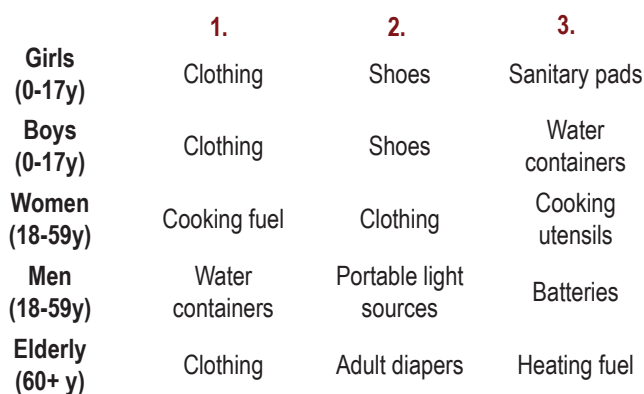 1. 2. 3.
Girls
(0-17y) Clothing Shoes Sanitary pads
Boys
(0-17y) Clothing Shoes Water
containers
Women
(18-59y) Cooking fuel Clothing Cooking
utensils
Men
(18-59y) Water
containers Portable light
sources Batteries
Elderly
(60+ y) Clothing Adult diapers Heating fuel